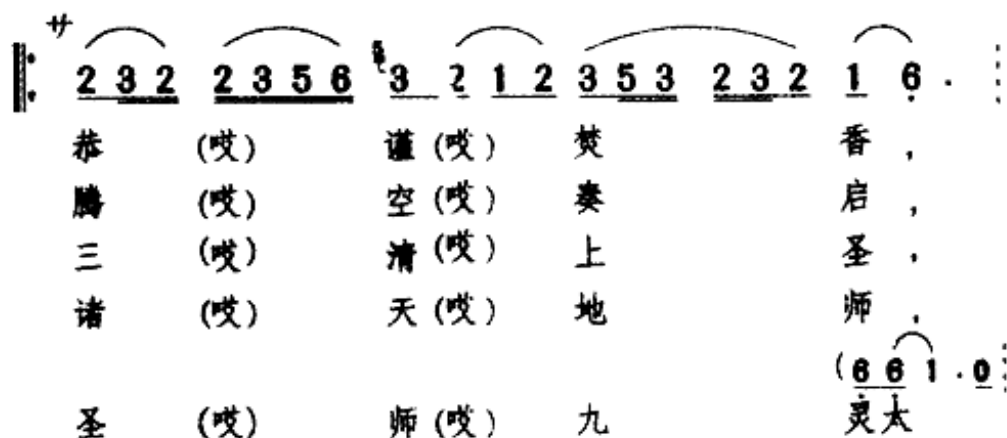 サ
2 3 2 2 3 5 6 3 2 1 2 3 5 3 2 3 2 1 6 .
恭 (哎) 谨 (哎) 焚 香 ,
腾 (哎) 空 (哎) 奏 启 ,
三 (哎) 清 (哎) 上 圣 ,
诸 (哎) 天 (哎) 地 师 ,
( 6 6 1 . 0
圣 (哎) 师 (哎) 九 灵 太